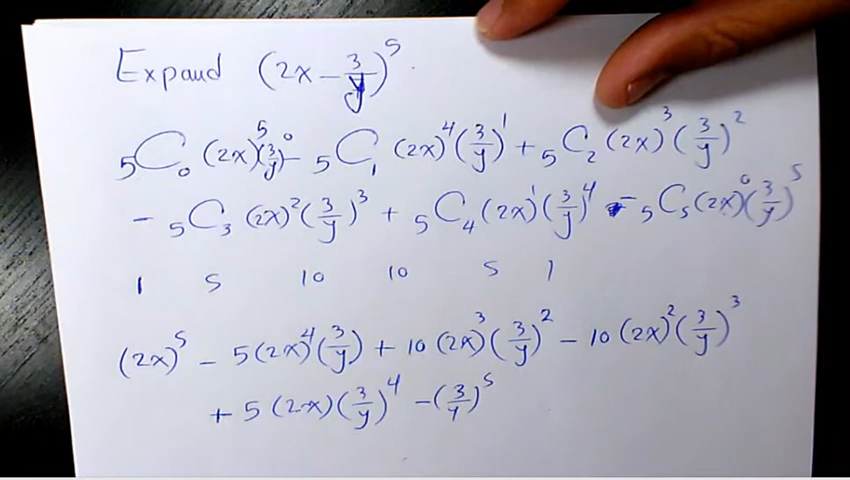 Expand (2x − 3/y)⁵.
₅C₀ (2x)⁵(3/y)⁰ − ₅C₁ (2x)⁴(3/y)¹ + ₅C₂ (2x)³(3/y)²
− ₅C₃ (2x)²(3/y)³ + ₅C₄ (2x)¹(3/y)⁴ − ₅C₅(2x)⁰(3/y)⁵
1 5 10 10 5 1
(2x)⁵ − 5(2x)⁴(3/y) + 10(2x)³(3/y)² − 10(2x)²(3/y)³
+ 5(2x)(3/y)⁴ − (3/y)⁵